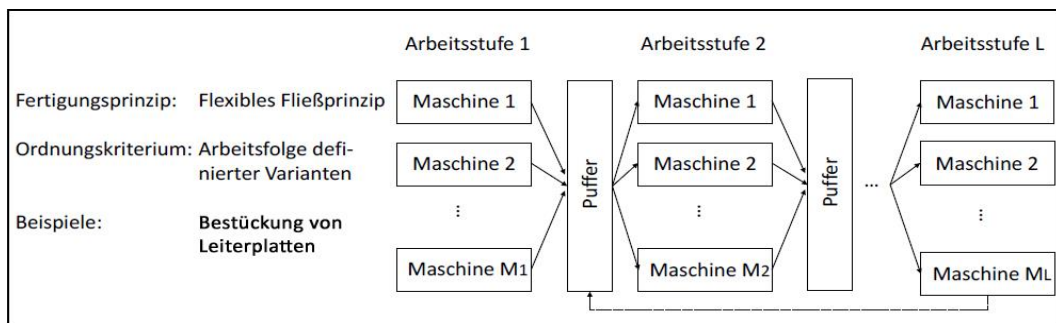 Arbeitsstufe 1 Arbeitsstufe 2 Arbeitsstufe L
Fertigungsprinzip: Flexibles Fließprinzip
Maschine 1 Maschine 1 Maschine 1
Ordnungskriterium: Arbeitsfolge defi-
nierter Varianten
Maschine 2 Maschine 2 Maschine 2
Puffer Puffer
...
⋮ ⋮ ⋮
Beispiele: Bestückung von
Leiterplatten
Maschine M1 Maschine M2 Maschine ML